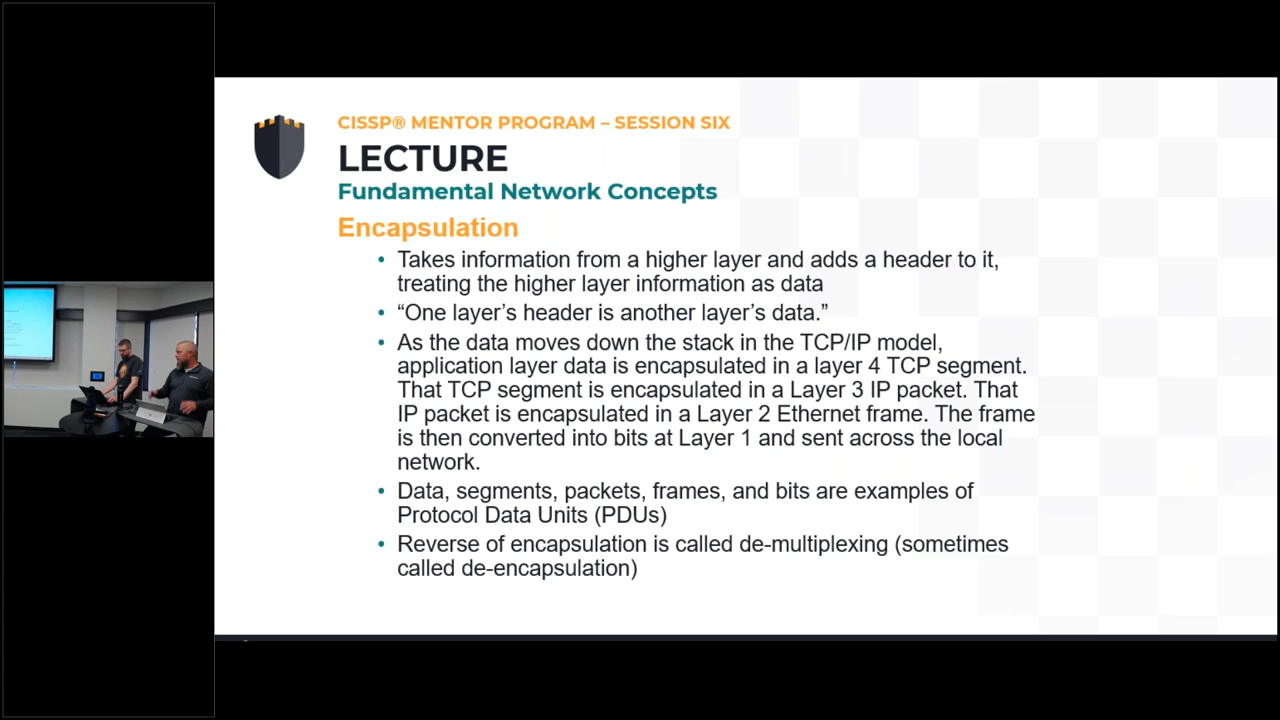 CISSP® MENTOR PROGRAM – SESSION SIX
LECTURE
Fundamental Network Concepts
Encapsulation
• Takes information from a higher layer and adds a header to it,
treating the higher layer information as data
• “One layer’s header is another layer’s data.”
• As the data moves down the stack in the TCP/IP model,
application layer data is encapsulated in a layer 4 TCP segment.
That TCP segment is encapsulated in a Layer 3 IP packet. That
IP packet is encapsulated in a Layer 2 Ethernet frame. The frame
is then converted into bits at Layer 1 and sent across the local
network.
• Data, segments, packets, frames, and bits are examples of
Protocol Data Units (PDUs)
• Reverse of encapsulation is called de-multiplexing (sometimes
called de-encapsulation)